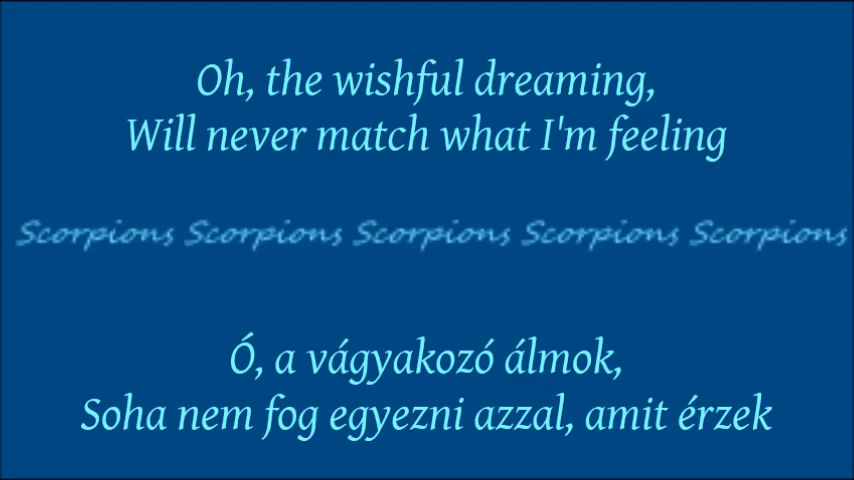 Oh, the wishful dreaming,
Will never match what I'm feeling
Scorpions Scorpions Scorpions Scorpions Scorpions
Ó, a vágyakozó álmok,
Soha nem fog egyezni azzal, amit érzek